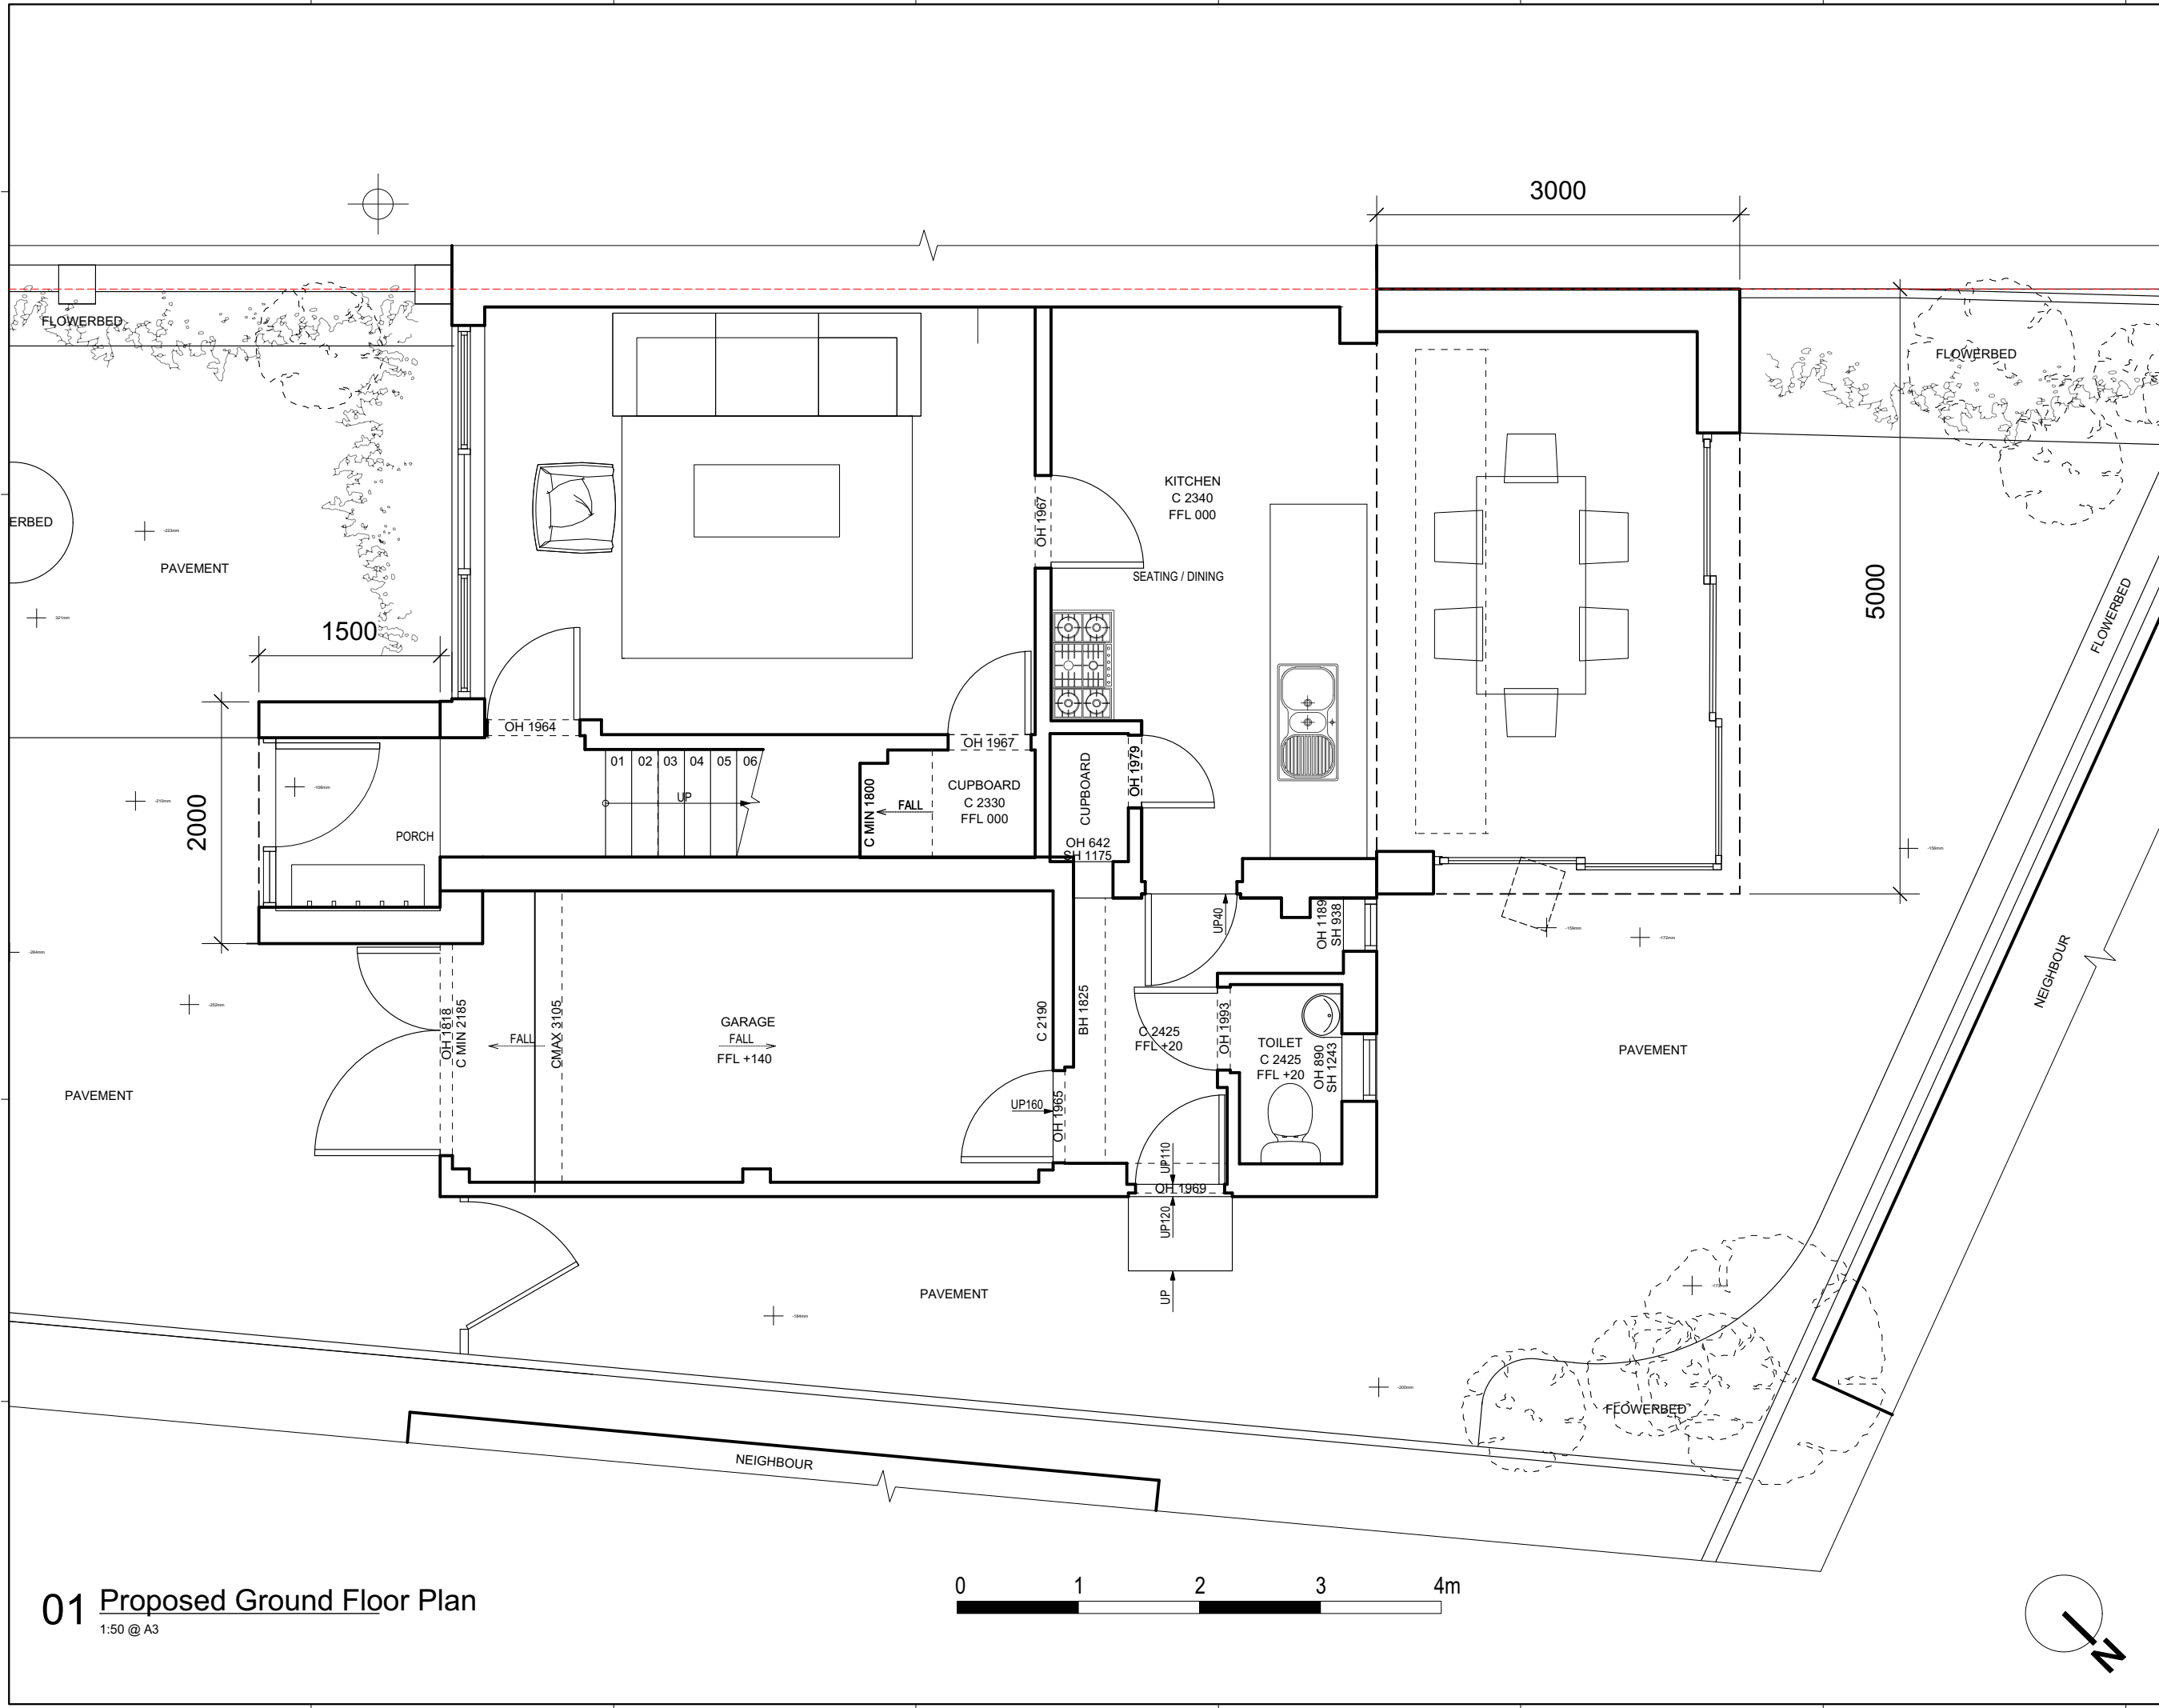 3000
FLOWERBED
FLOWERBED
ERBED
-223mm
PAVEMENT
321mm
1500
KITCHEN
C 2340
FFL 000
OH 1967
SEATING / DINING
5000
FLOWERBED
OH 1964
OH 1967
01 02 03 04 05 06
UP
C MIN 1800
FALL
CUPBOARD
C 2330
FFL 000
CUPBOARD
OH 1979
OH 642
SH 1175
2000
PORCH
UP40
OH 1189
SH 938
NEIGHBOUR
OH 1818
C MIN 2185
FALL
CMAX 3105
GARAGE
FALL
FFL +140
C 2190
BH 1825
C 2425
FFL +20
OH 1993
TOILET
C 2425
FFL +20
OH 890
SH 1243
PAVEMENT
PAVEMENT
UP160
OH 1965
UP110
OH 1969
UP120
UP
PAVEMENT
FLOWERBED
NEIGHBOUR
01 Proposed Ground Floor Plan
1:50 @ A3
0 1 2 3 4m
N